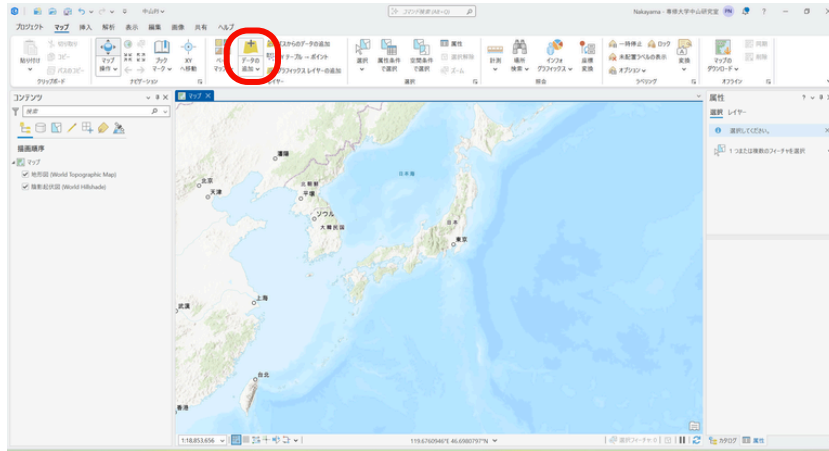 中山研
コマンド検索 (Alt+Q)
Nakayama - 専修大学中山研究室
プロジェクト マップ 挿入 解析 表示 編集 画像 共有 ヘルプ
貼り付け
切り取り
コピー
パスのコピー
クリップボード
マップ操作
ブックマーク
XY へ移動
ナビゲーション
データの追加
パスからのデータの追加
グラフィックス レイヤーの追加
レイヤー
選択
属性条件で選択
空間条件で選択
属性
選択解除
ズーム
選択
計測
場所検索
インフォグラフィックス
座標変換
照会
一時停止 ロック
未配置ラベルの表示
オプション
変換
ラベリング
マップのダウンロード
同期
削除
オフライン
コンテンツ
検索
描画順序
マップ
地形図 (World Topographic Map)
陰影起伏図 (World Hillshade)
マップ
瀋陽
北京
天津
北朝鮮
平壌
ソウル
大韓民国
日本海
日本
東京
上海
武漢
台北
香港
1:18,853,656
119.6760946°E 46.6980797°N
選択フィーチャ: 0
属性
選択 レイヤー
選択してください。
1 つまたは複数のフィーチャを選択
カタログ 属性